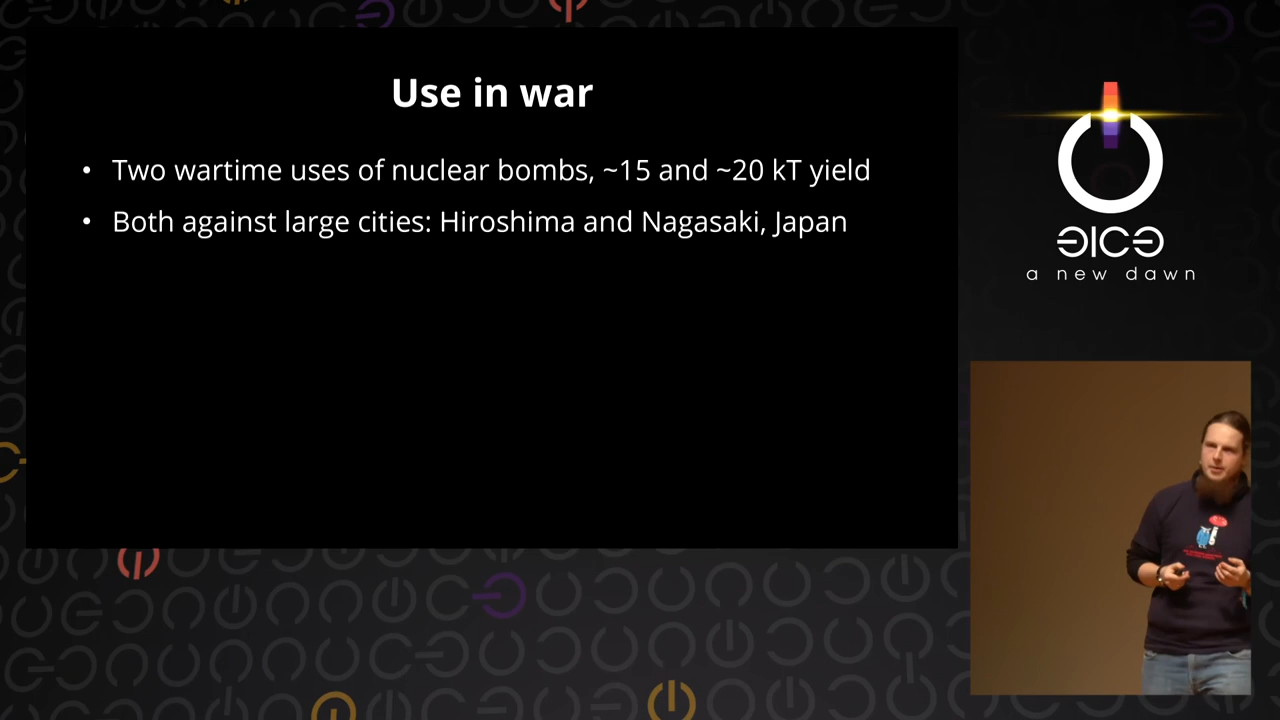 Use in war
• Two wartime uses of nuclear bombs, ~15 and ~20 kT yield
• Both against large cities: Hiroshima and Nagasaki, Japan
a new dawn